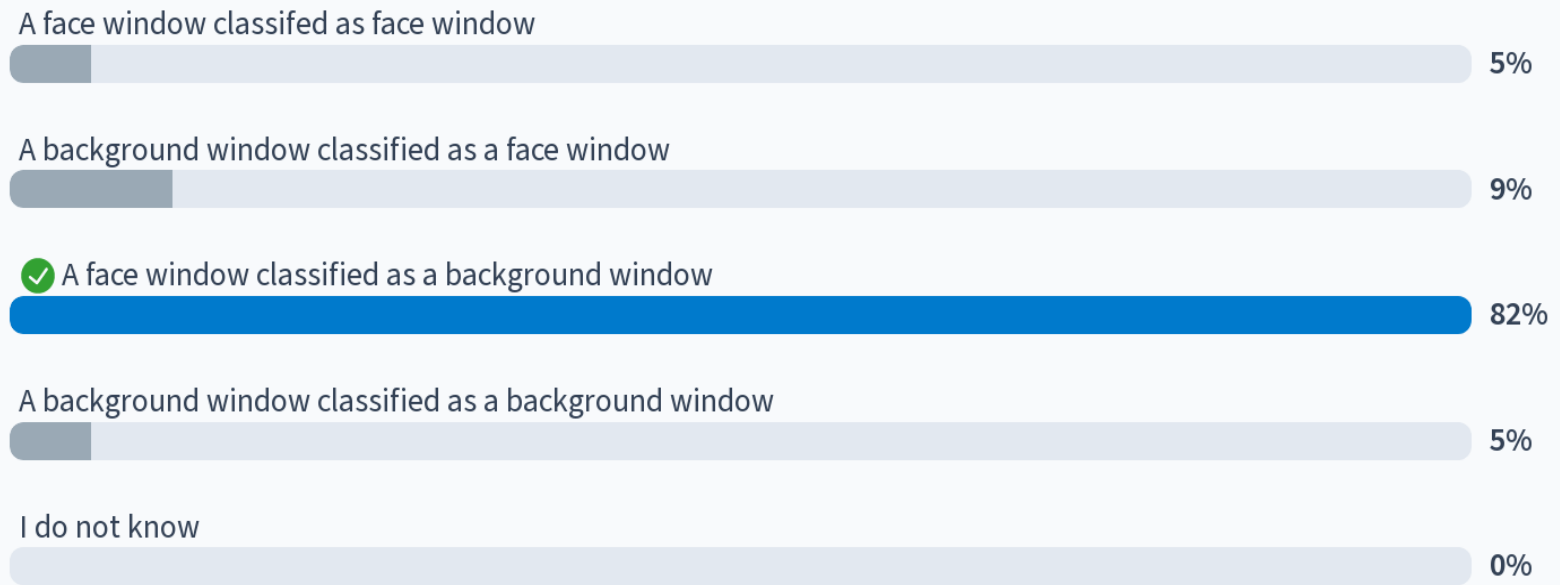 A face window classifed as face window
5%
A background window classified as a face window
9%
A face window classified as a background window
82%
A background window classified as a background window
5%
I do not know
0%